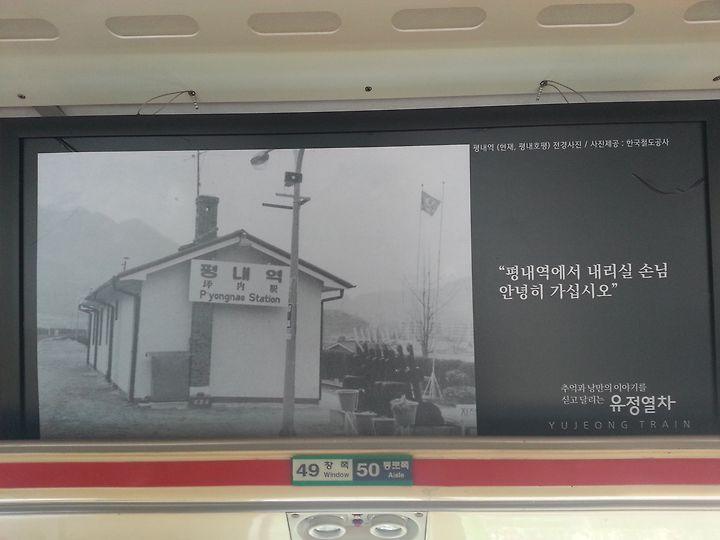 평내역 (현재, 평내호평) 전경사진 / 사진제공 : 한국철도공사
평내역
坪內駅
P'yongnae Station
“평내역에서 내리실 손님
안녕히 가십시오”
추억과 낭만의 이야기를
싣고 달리는 유정열차
YUJEONG TRAIN
49 창쪽 Window 50 통로쪽 Aisle